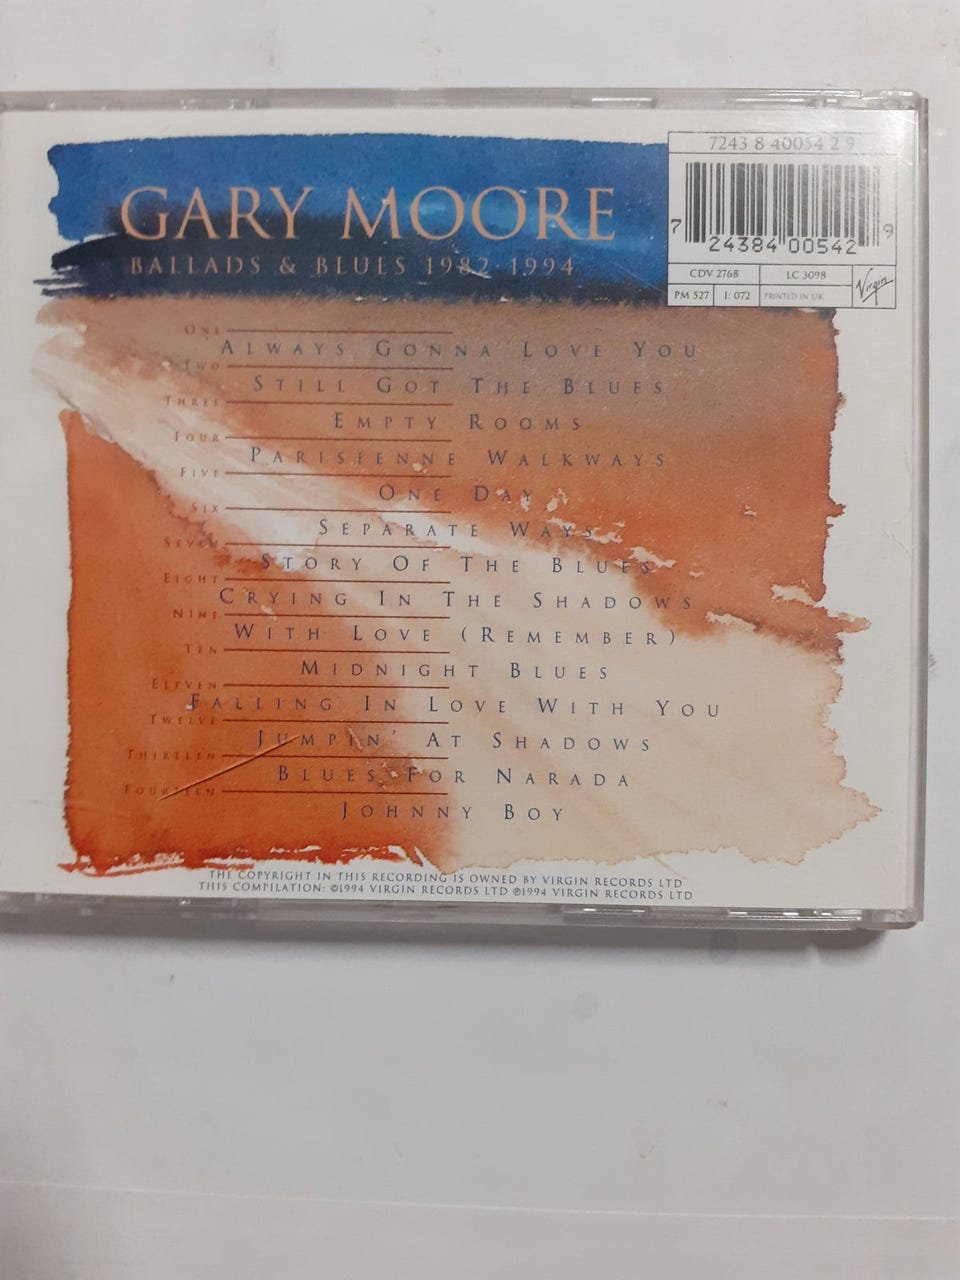 7243 8 40054 2 9
7 24384 00542 9
CDV 2768
LC 3098
PM 527
I: 072
PRINTED IN UK
Virgin
GARY MOORE
BALLADS & BLUES 1982-1994
ONE
ALWAYS GONNA LOVE YOU
TWO
STILL GOT THE BLUES
THREE
EMPTY ROOMS
FOUR
PARISIENNE WALKWAYS
FIVE
ONE DAY
SIX
SEPARATE WAYS
SEVEN
STORY OF THE BLUES
EIGHT
CRYING IN THE SHADOWS
NINE
WITH LOVE (REMEMBER)
TEN
MIDNIGHT BLUES
ELEVEN
FALLING IN LOVE WITH YOU
TWELVE
JUMPIN' AT SHADOWS
THIRTEEN
BLUES FOR NARADA
FOURTEEN
JOHNNY BOY
THE COPYRIGHT IN THIS RECORDING IS OWNED BY VIRGIN RECORDS LTD
THIS COMPILATION: ©1994 VIRGIN RECORDS LTD ℗1994 VIRGIN RECORDS LTD